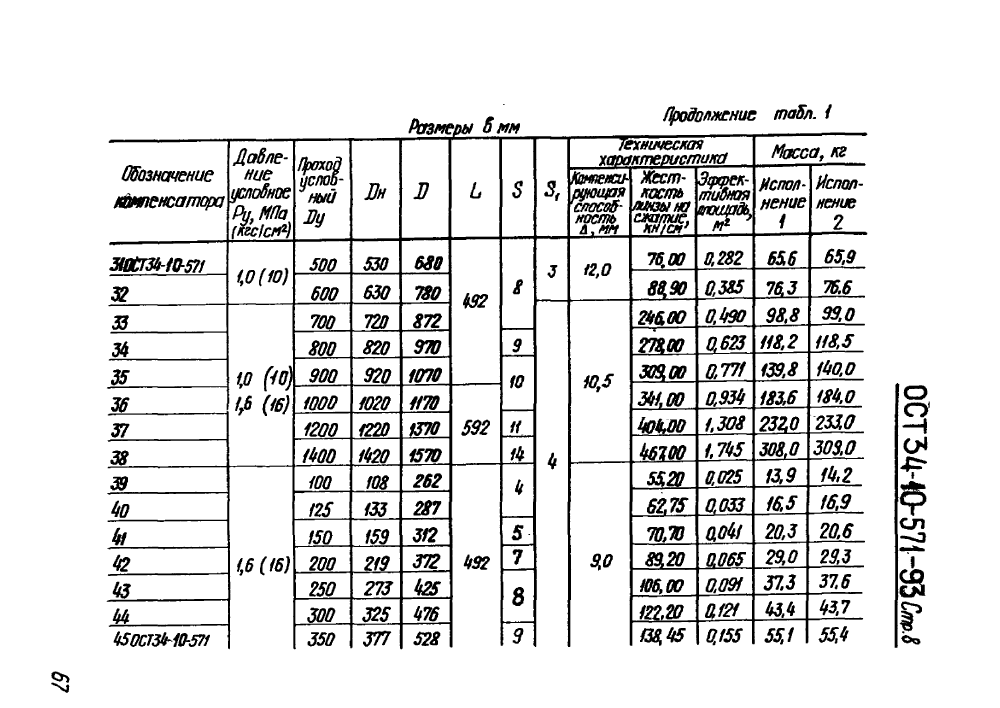 Размеры в мм
Продолжение табл. 1
Обозначение компенсатора | Давление условное Ру, МПа (кгс/см²) | Проход условный Dy | Dн | D | L | S | S₁ | Техническая характеристика | Масса, кг
Компенсирующая способность Δ, мм | Жесткость линзы на сжатие, кН/см | Эффективная площадь, м² | Исполнение 1 | Исполнение 2
31 ОСТ34-10-571 | 1,0 (10) | 500 | 530 | 680 | 492 | 8 | 3 | 12,0 | 76,00 | 0,282 | 65,6 | 65,9
32 | 600 | 630 | 780 | 88,90 | 0,385 | 76,3 | 76,6
33 | 1,0 (10) 1,6 (16) | 700 | 720 | 872 | 4 | 10,5 | 246,00 | 0,490 | 98,8 | 99,0
34 | 800 | 820 | 970 | 9 | 278,00 | 0,623 | 118,2 | 118,5
35 | 900 | 920 | 1070 | 10 | 309,00 | 0,771 | 139,8 | 140,0
36 | 1000 | 1020 | 1170 | 592 | 341,00 | 0,934 | 183,6 | 184,0
37 | 1200 | 1220 | 1370 | 11 | 404,00 | 1,308 | 232,0 | 233,0
38 | 1400 | 1420 | 1570 | 14 | 467,00 | 1,745 | 308,0 | 309,0
39 | 1,6 (16) | 100 | 108 | 262 | 492 | 4 | 9,0 | 55,20 | 0,025 | 13,9 | 14,2
40 | 125 | 133 | 287 | 62,75 | 0,033 | 16,5 | 16,9
41 | 150 | 159 | 312 | 5 | 70,70 | 0,041 | 20,3 | 20,6
42 | 200 | 219 | 372 | 7 | 89,20 | 0,065 | 29,0 | 29,3
43 | 250 | 273 | 425 | 8 | 106,00 | 0,091 | 37,3 | 37,6
44 | 300 | 325 | 476 | 122,20 | 0,121 | 43,4 | 43,7
45 ОСТ34-10-571 | 350 | 377 | 528 | 9 | 138,45 | 0,155 | 55,1 | 55,4
ОСТ 34-10-571-93 Стр. 8
67